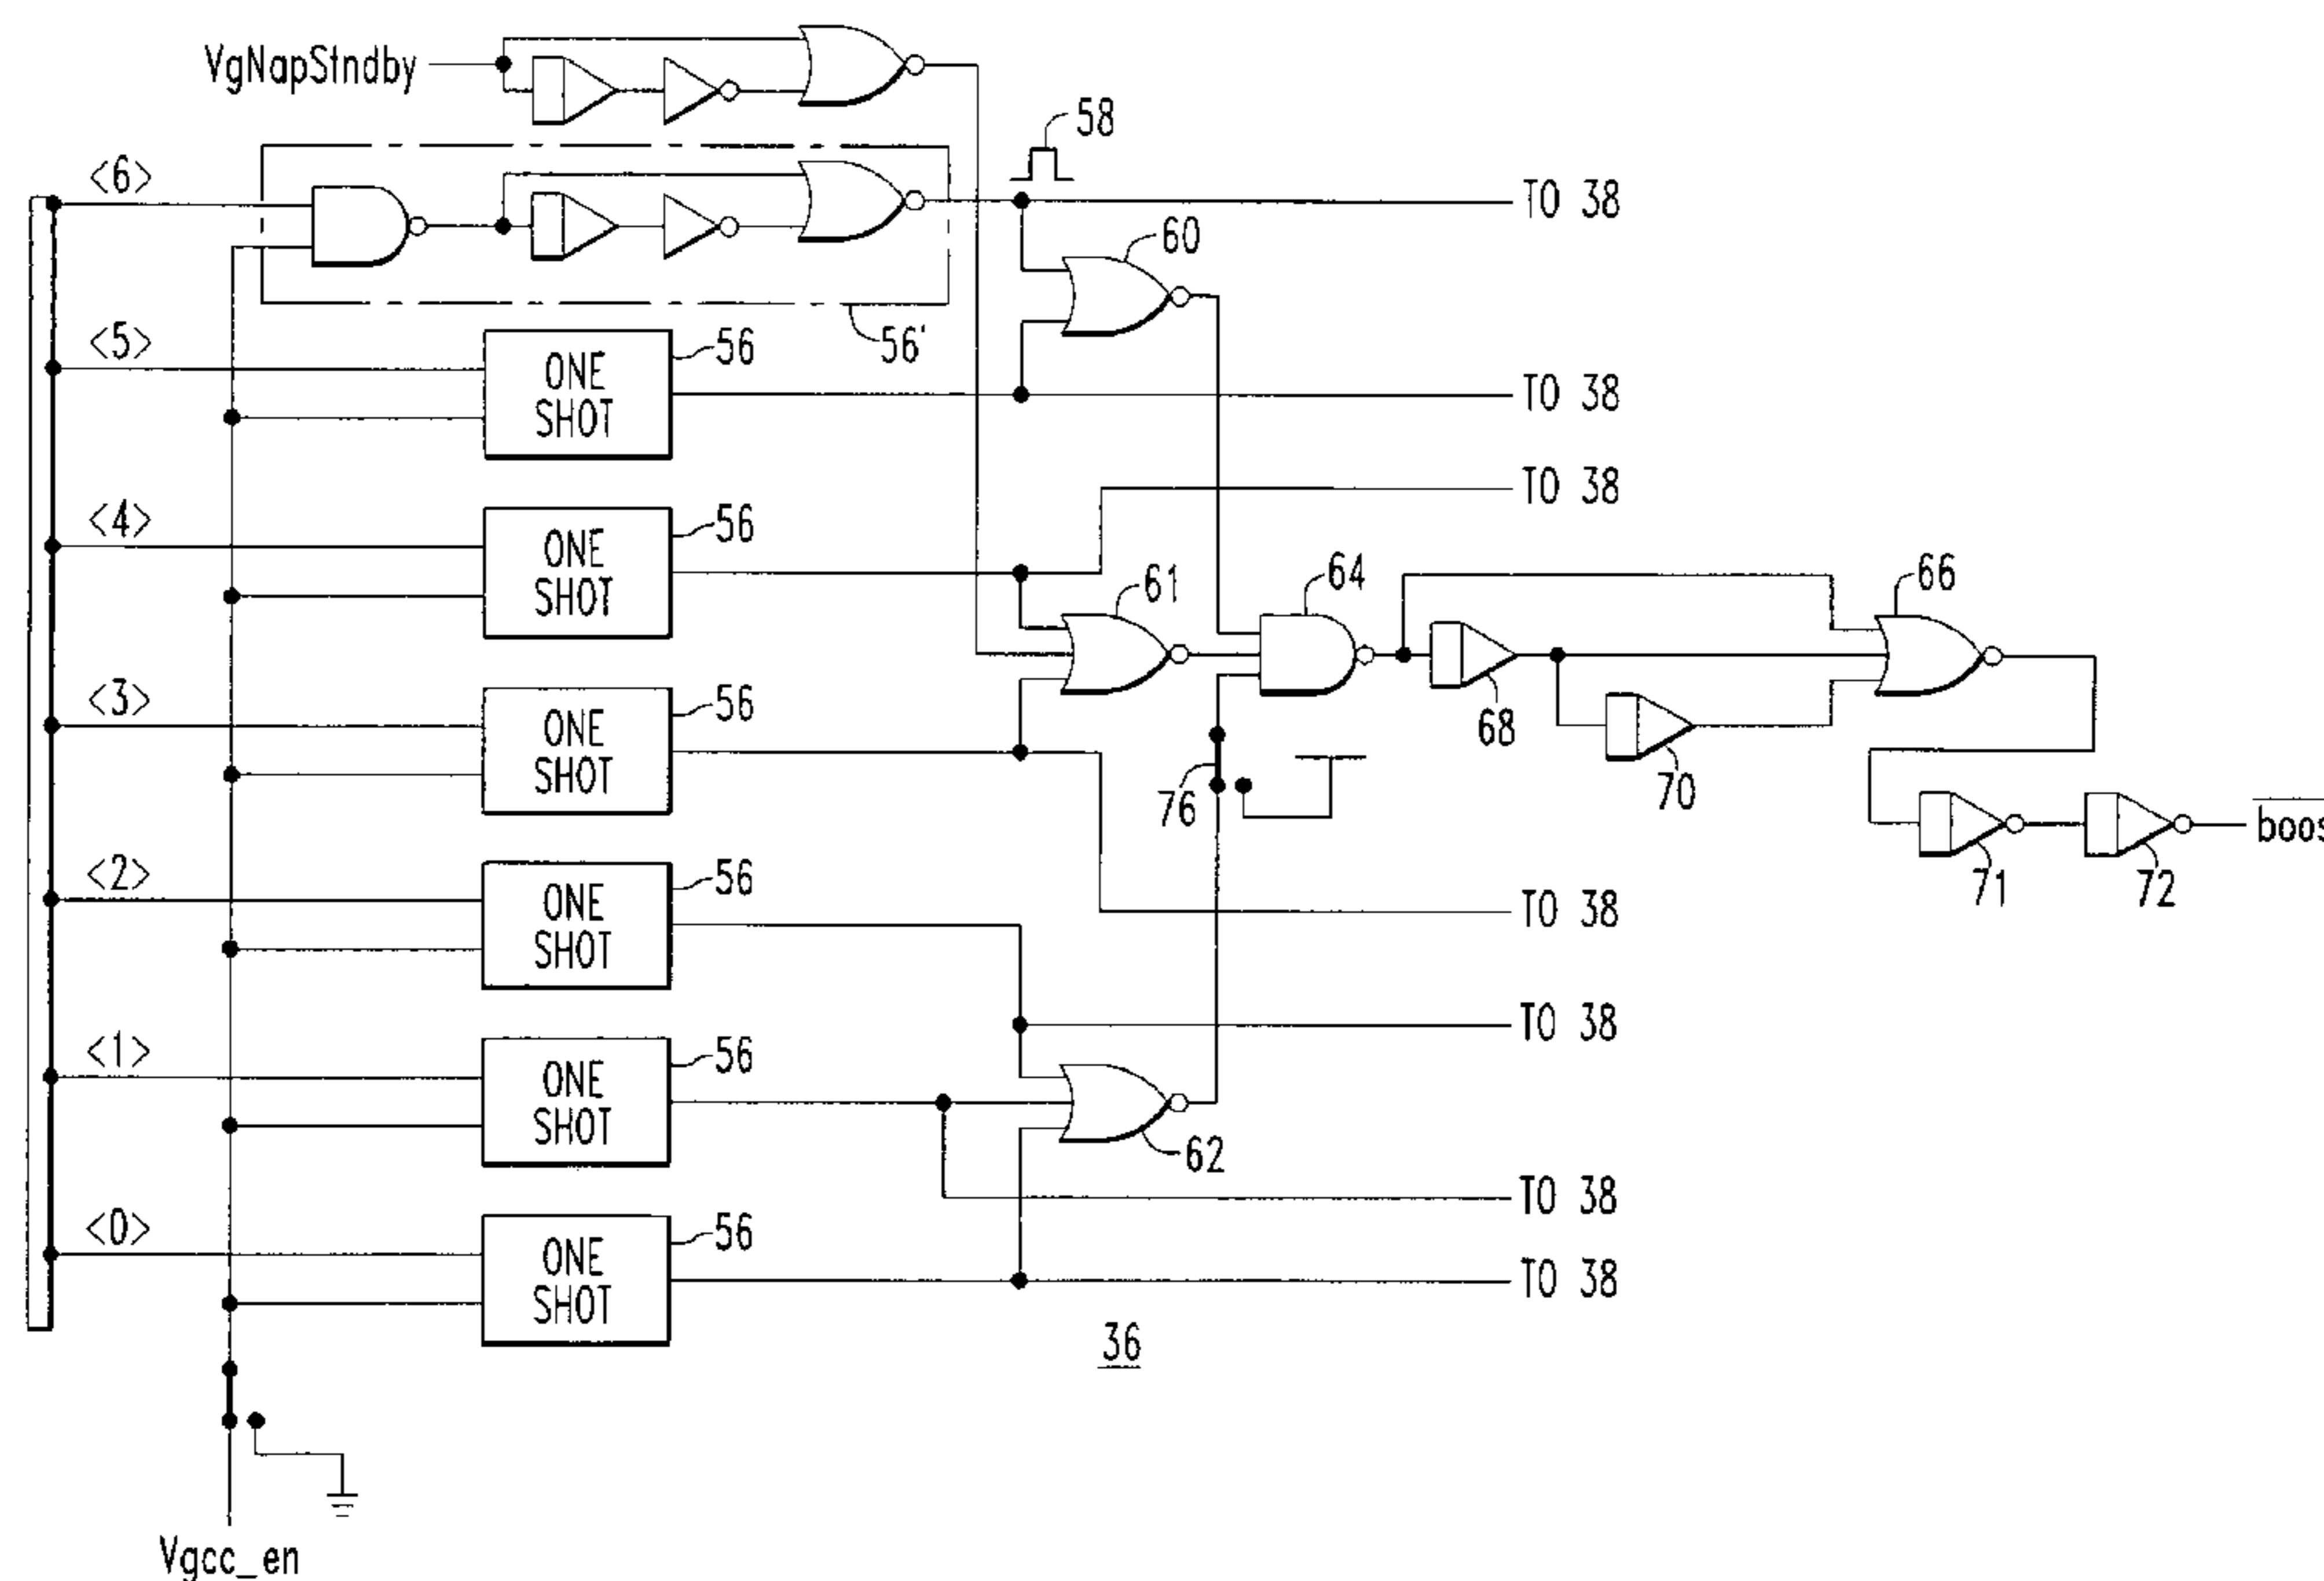 VgNapStndby
58
<6>
TO 38
60
56'
<5>
ONE
SHOT
56
TO 38
TO 38
<4>
ONE
SHOT
56
61
64
66
<3>
ONE
SHOT
56
68
70
76
<2>
ONE
SHOT
56
boos
71
72
TO 38
TO 38
<1>
ONE
SHOT
56
62
TO 38
<0>
ONE
SHOT
56
TO 38
36
Vgcc_en